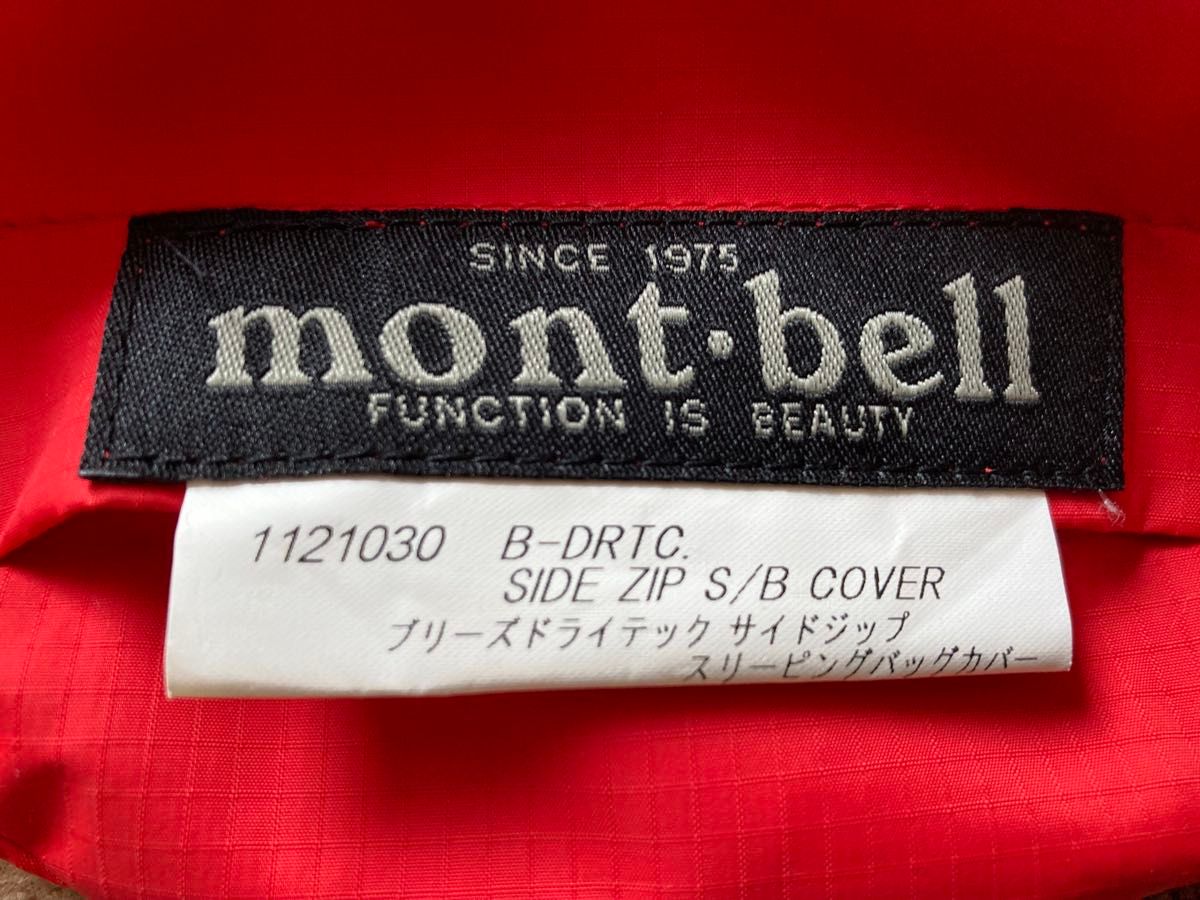 SINCE 1975
mont·bell
FUNCTION IS BEAUTY
1121030 B-DRTC.
SIDE ZIP S/B COVER
ブリーズドライテック サイドジップ
スリーピングバッグカバー